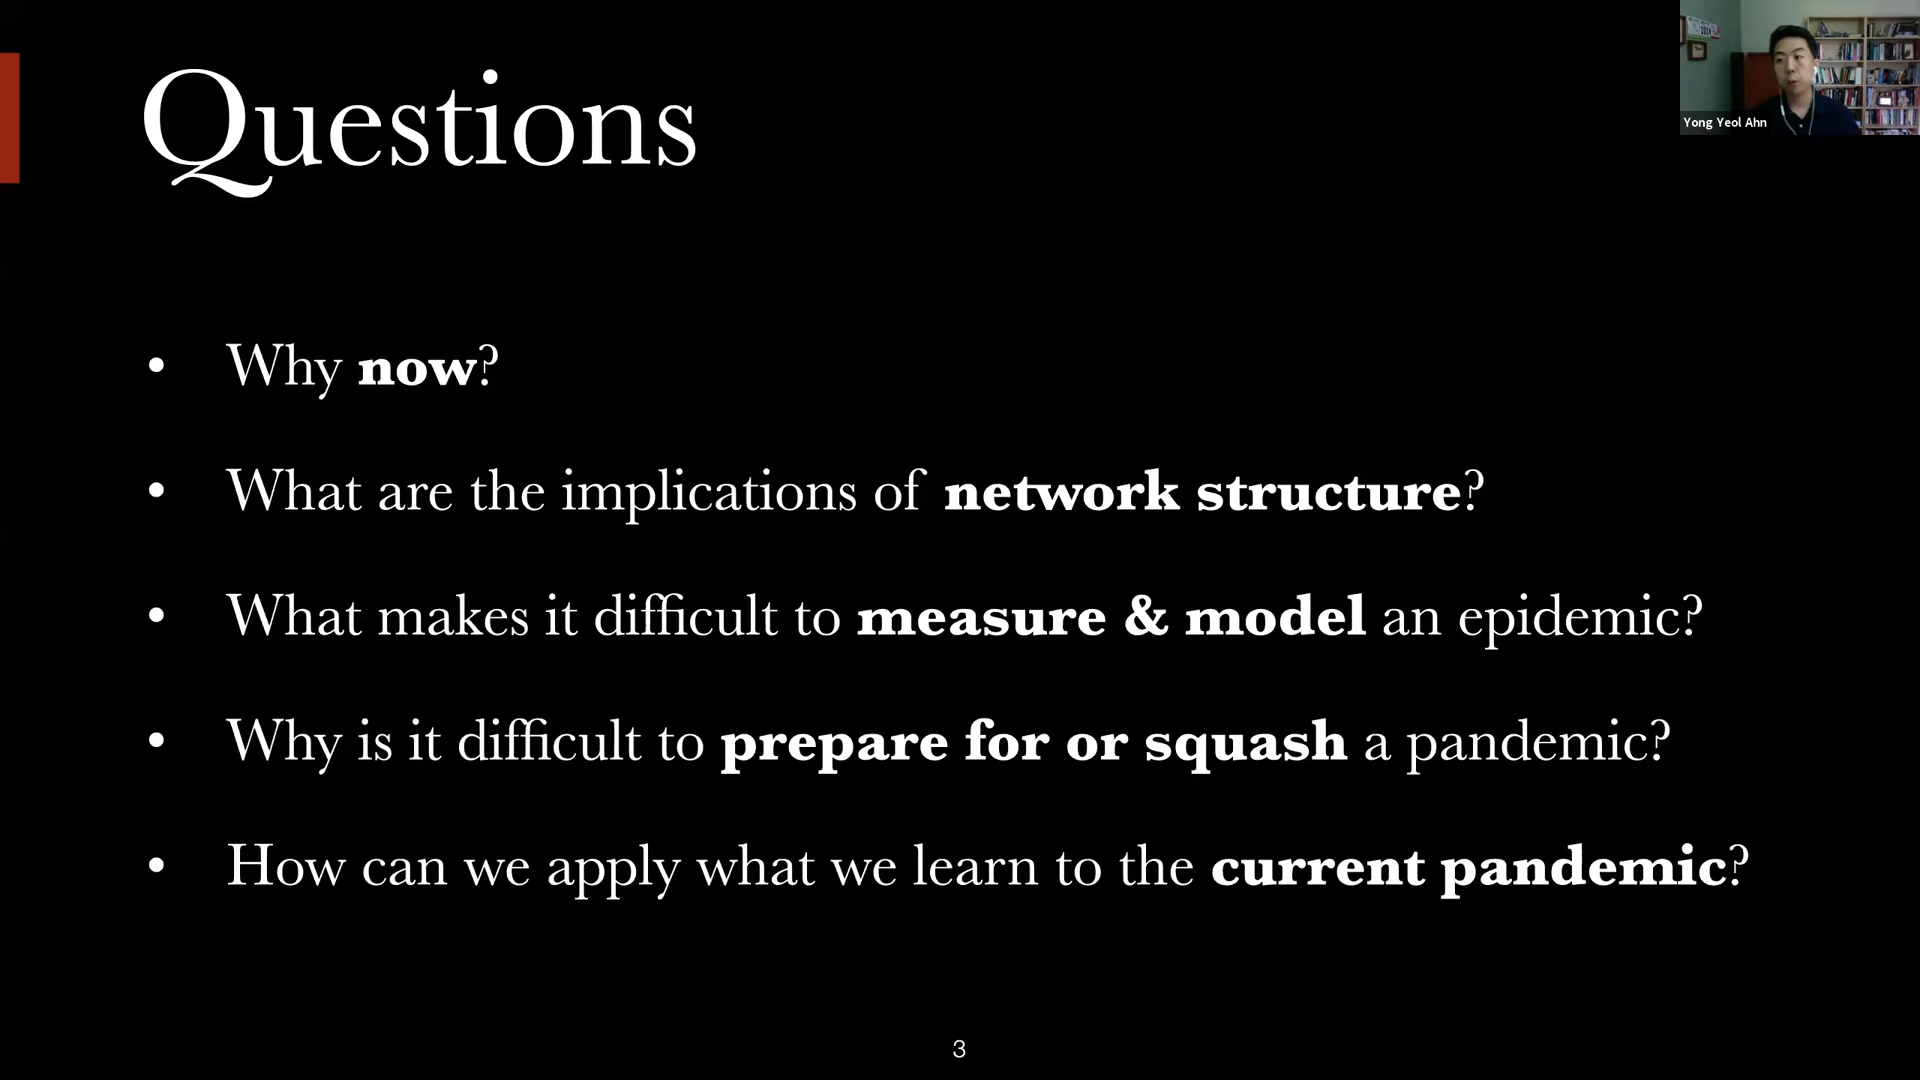 Questions
Yong Yeol Ahn
• Why now?
• What are the implications of network structure?
• What makes it difficult to measure & model an epidemic?
• Why is it difficult to prepare for or squash a pandemic?
• How can we apply what we learn to the current pandemic?
3